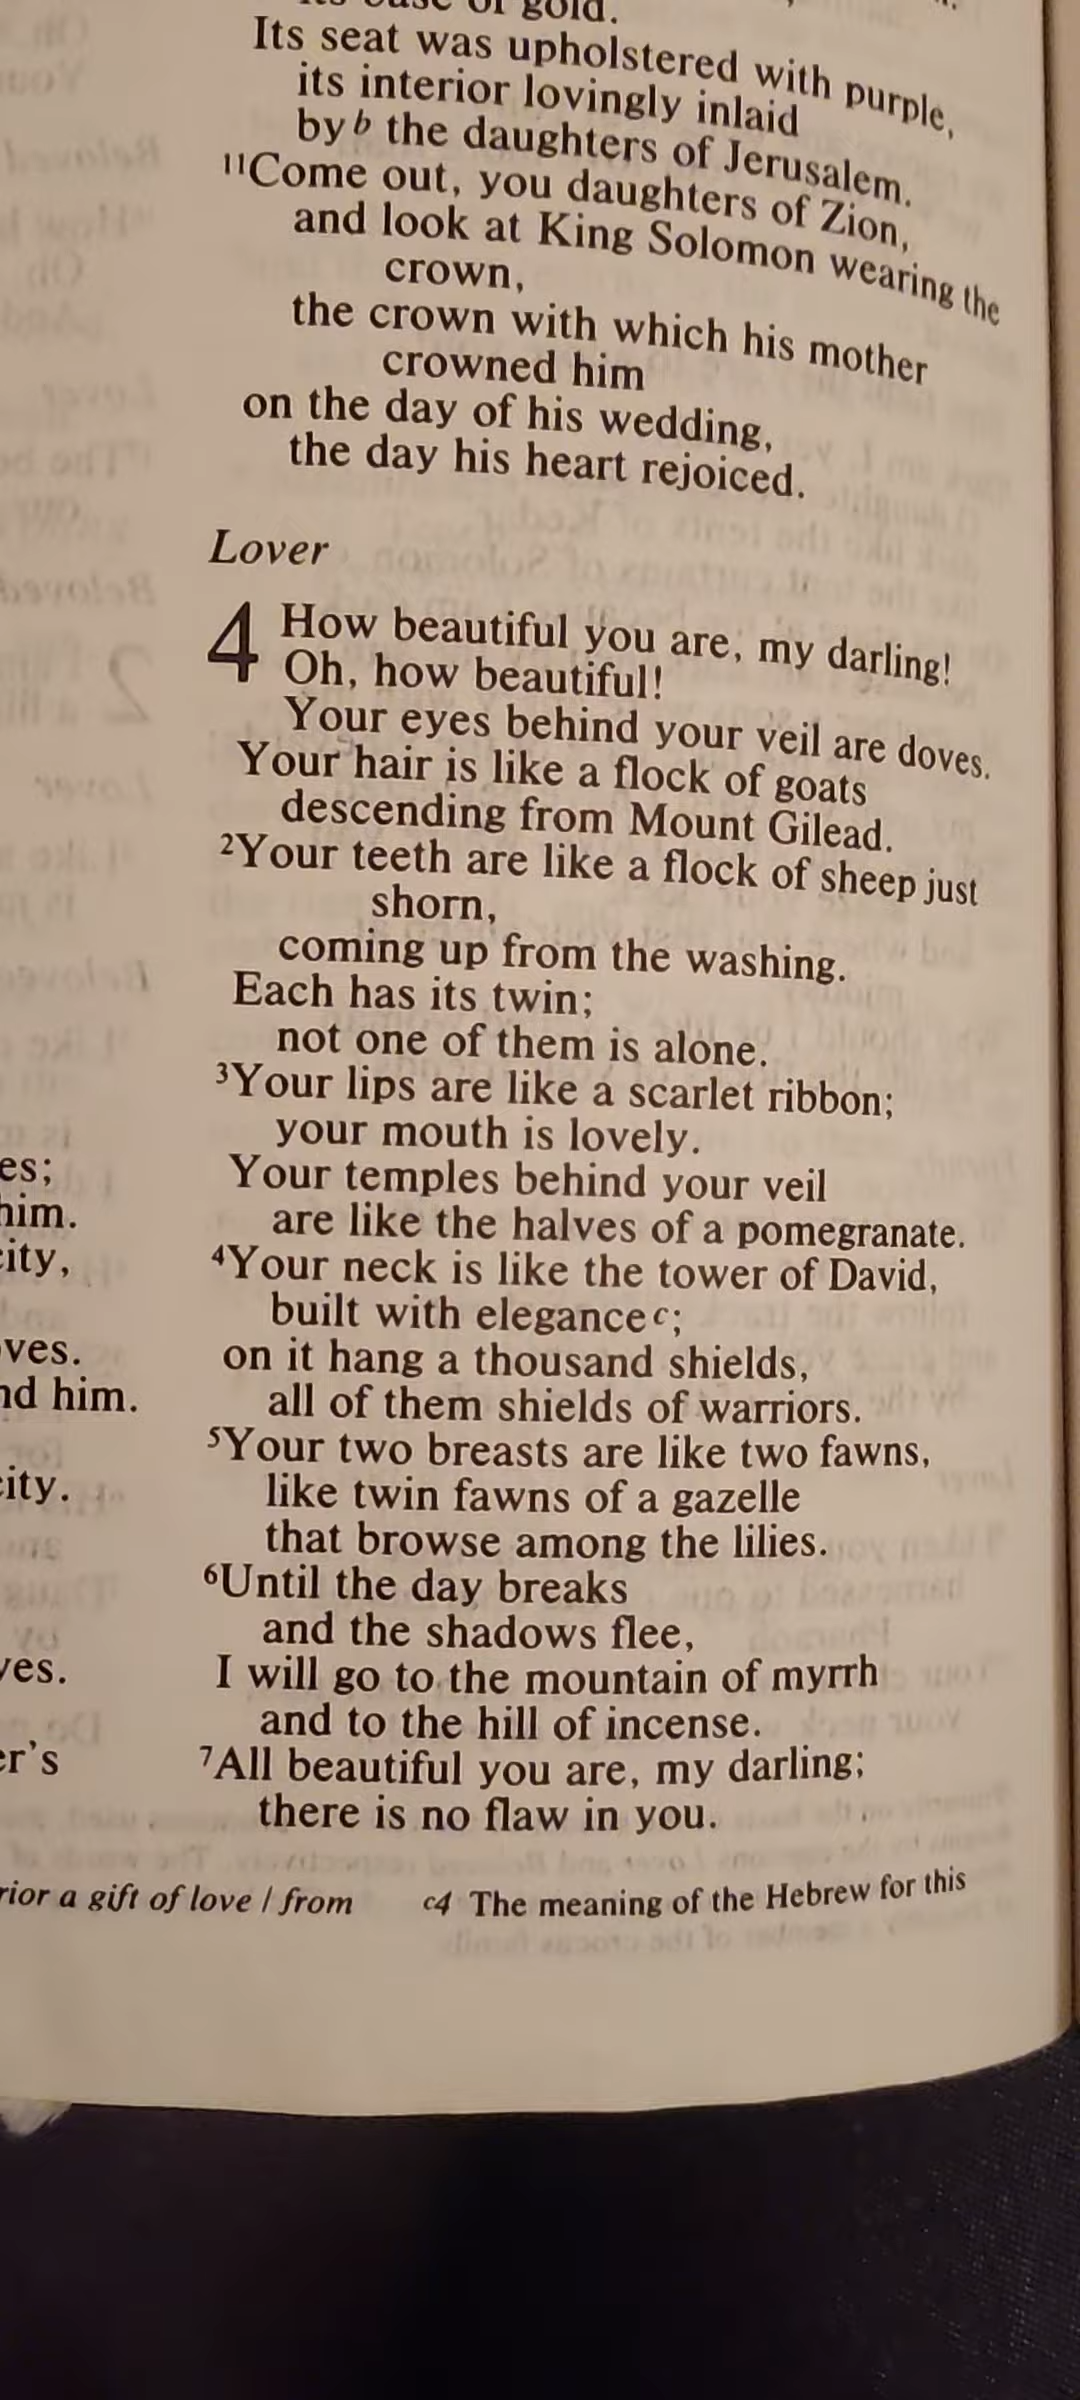 of gold.
Its seat was upholstered with purple,
its interior lovingly inlaid
by b the daughters of Jerusalem.
11Come out, you daughters of Zion,
and look at King Solomon wearing the
crown,
the crown with which his mother
crowned him
on the day of his wedding,
the day his heart rejoiced.
Lover
4 How beautiful you are, my darling!
Oh, how beautiful!
Your eyes behind your veil are doves.
Your hair is like a flock of goats
descending from Mount Gilead.
2Your teeth are like a flock of sheep just
shorn,
coming up from the washing.
Each has its twin;
not one of them is alone.
3Your lips are like a scarlet ribbon;
your mouth is lovely.
Your temples behind your veil
are like the halves of a pomegranate.
4Your neck is like the tower of David,
built with elegance c;
on it hang a thousand shields,
all of them shields of warriors.
5Your two breasts are like two fawns,
like twin fawns of a gazelle
that browse among the lilies.
6Until the day breaks
and the shadows flee,
I will go to the mountain of myrrh
and to the hill of incense.
7All beautiful you are, my darling;
there is no flaw in you.
es;
him.
ity,
ves.
nd him.
ity.
ves.
er's
rior a gift of love / from
c4 The meaning of the Hebrew for this